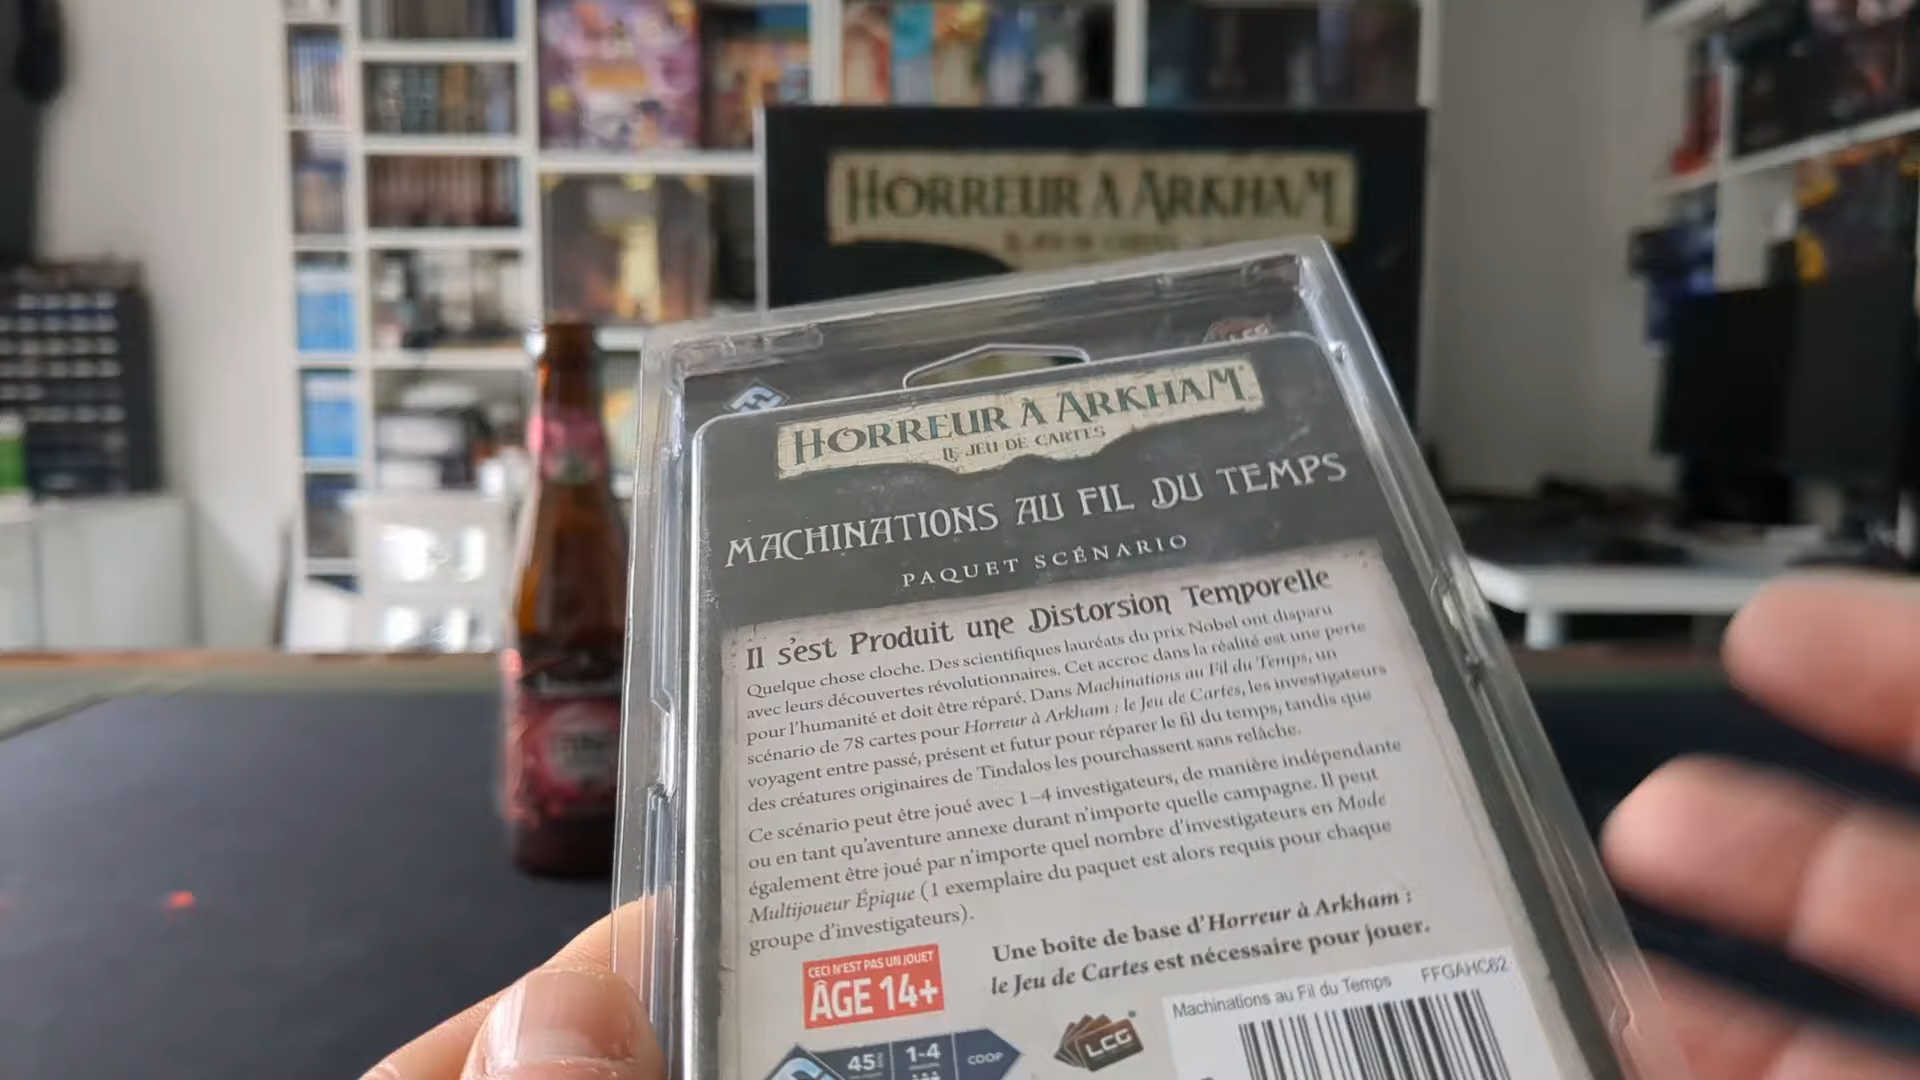 HORREUR À ARKHAM
HORREUR À ARKHAM
LE JEU DE CARTES
MACHINATIONS AU FIL DU TEMPS
PAQUET SCÉNARIO
Il s'est Produit une Distorsion Temporelle
Quelque chose cloche. Des scientifiques lauréats du prix Nobel ont disparu
avec leurs découvertes révolutionnaires. Cet accroc dans la réalité est une perte
pour l'humanité et doit être réparé. Dans Machinations au Fil du Temps, un
scénario de 78 cartes pour Horreur à Arkham : le Jeu de Cartes, les investigateurs
voyagent entre passé, présent et futur pour réparer le fil du temps, tandis que
des créatures originaires de Tindalos les pourchassent sans relâche.
Ce scénario peut être joué avec 1–4 investigateurs, de manière indépendante
ou en tant qu'aventure annexe durant n'importe quelle campagne. Il peut
également être joué par n'importe quel nombre d'investigateurs en Mode
Multijoueur Épique (1 exemplaire du paquet est alors requis pour chaque
groupe d'investigateurs).
Une boîte de base d'Horreur à Arkham :
le Jeu de Cartes est nécessaire pour jouer.
CECI N'EST PAS UN JOUET
ÂGE 14+
Machinations au Fil du Temps FFGAHC62
45
1-4
COOP
LCG